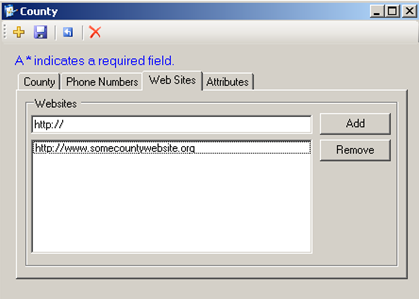 County
A * indicates a required field.
County Phone Numbers Web Sites Attributes
Websites
http:// Add
http://www.somecountywebsite.org Remove